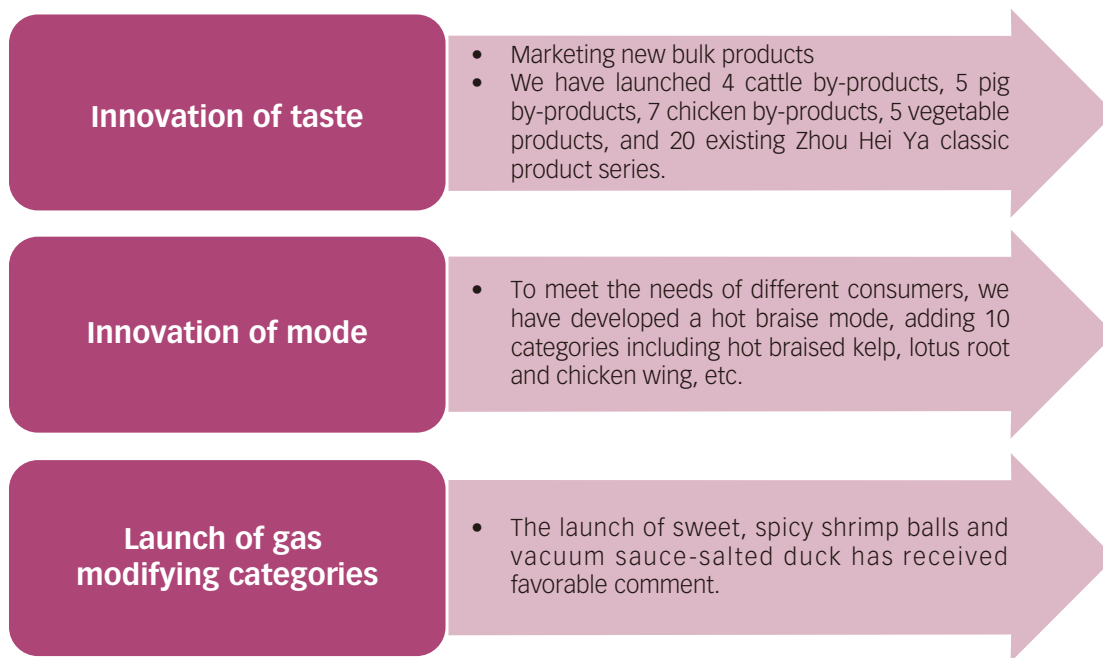 Innovation of taste
• Marketing new bulk products
• We have launched 4 cattle by-products, 5 pig
by-products, 7 chicken by-products, 5 vegetable
products, and 20 existing Zhou Hei Ya classic
product series.
Innovation of mode
• To meet the needs of different consumers, we
have developed a hot braise mode, adding 10
categories including hot braised kelp, lotus root
and chicken wing, etc.
Launch of gas
modifying categories
• The launch of sweet, spicy shrimp balls and
vacuum sauce-salted duck has received
favorable comment.